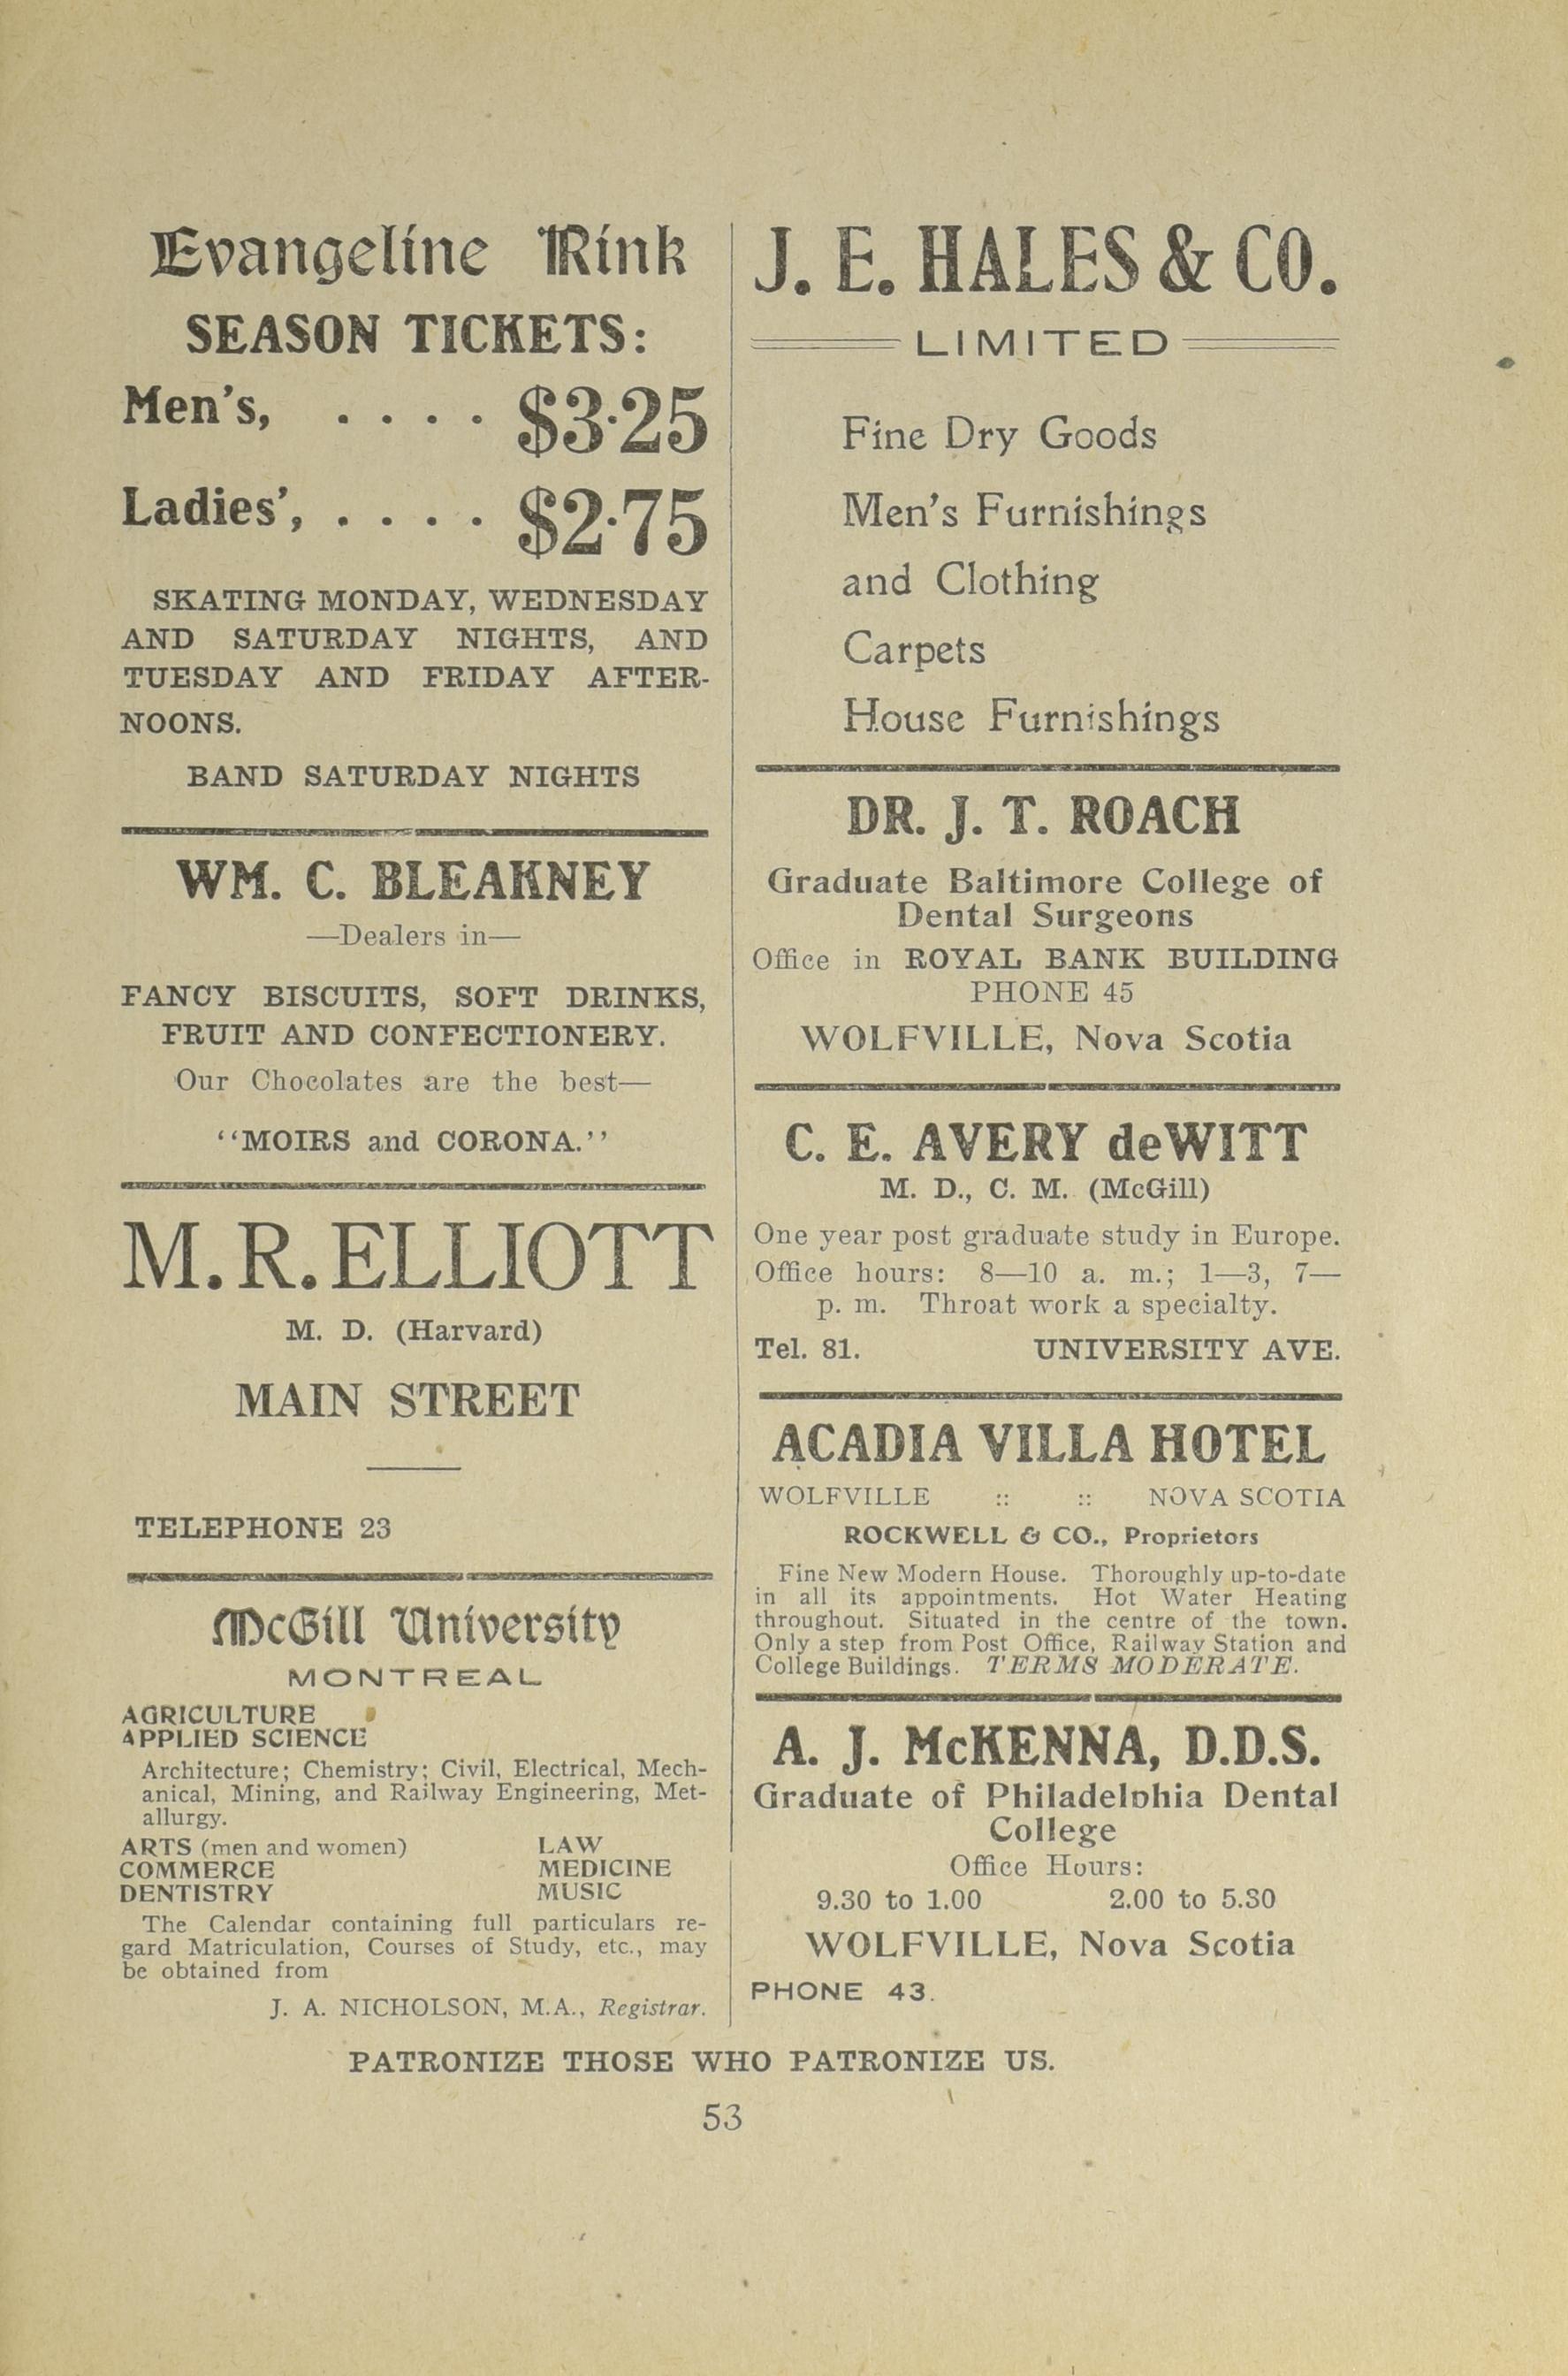 Evangeline Rink
SEASON TICKETS:
Men's, . . . . $3.25
Ladies', . . . . $2.75
SKATING MONDAY, WEDNESDAY
AND SATURDAY NIGHTS, AND
TUESDAY AND FRIDAY AFTER-
NOONS.
BAND SATURDAY NIGHTS
WM. C. BLEAKNEY
—Dealers in—
FANCY BISCUITS, SOFT DRINKS,
FRUIT AND CONFECTIONERY.
Our Chocolates are the best—
"MOIRS and CORONA."
M. R. ELLIOTT
M. D. (Harvard)
MAIN STREET
TELEPHONE 23
McGill University
MONTREAL
AGRICULTURE
APPLIED SCIENCE
Architecture; Chemistry; Civil, Electrical, Mech-
anical, Mining, and Railway Engineering, Met-
allurgy.
ARTS (men and women) LAW
COMMERCE MEDICINE
DENTISTRY MUSIC
The Calendar containing full particulars re-
gard Matriculation, Courses of Study, etc., may
be obtained from
J. A. NICHOLSON, M.A., Registrar.
J. E. HALES & CO.
LIMITED
Fine Dry Goods
Men's Furnishings
and Clothing
Carpets
House Furnishings
DR. J. T. ROACH
Graduate Baltimore College of
Dental Surgeons
Office in ROYAL BANK BUILDING
PHONE 45
WOLFVILLE, Nova Scotia
C. E. AVERY deWITT
M. D., C. M. (McGill)
One year post graduate study in Europe.
Office hours: 8—10 a. m.; 1—3, 7—
p. m. Throat work a specialty.
Tel. 81. UNIVERSITY AVE.
ACADIA VILLA HOTEL
WOLFVILLE :: :: NOVA SCOTIA
ROCKWELL & CO., Proprietors
Fine New Modern House. Thoroughly up-to-date
in all its appointments. Hot Water Heating
throughout. Situated in the centre of the town.
Only a step from Post Office, Railway Station and
College Buildings. TERMS MODERATE.
A. J. McKENNA, D.D.S.
Graduate of Philadelphia Dental
College
Office Hours:
9.30 to 1.00 2.00 to 5.30
WOLFVILLE, Nova Scotia
PHONE 43.
PATRONIZE THOSE WHO PATRONIZE US.
53